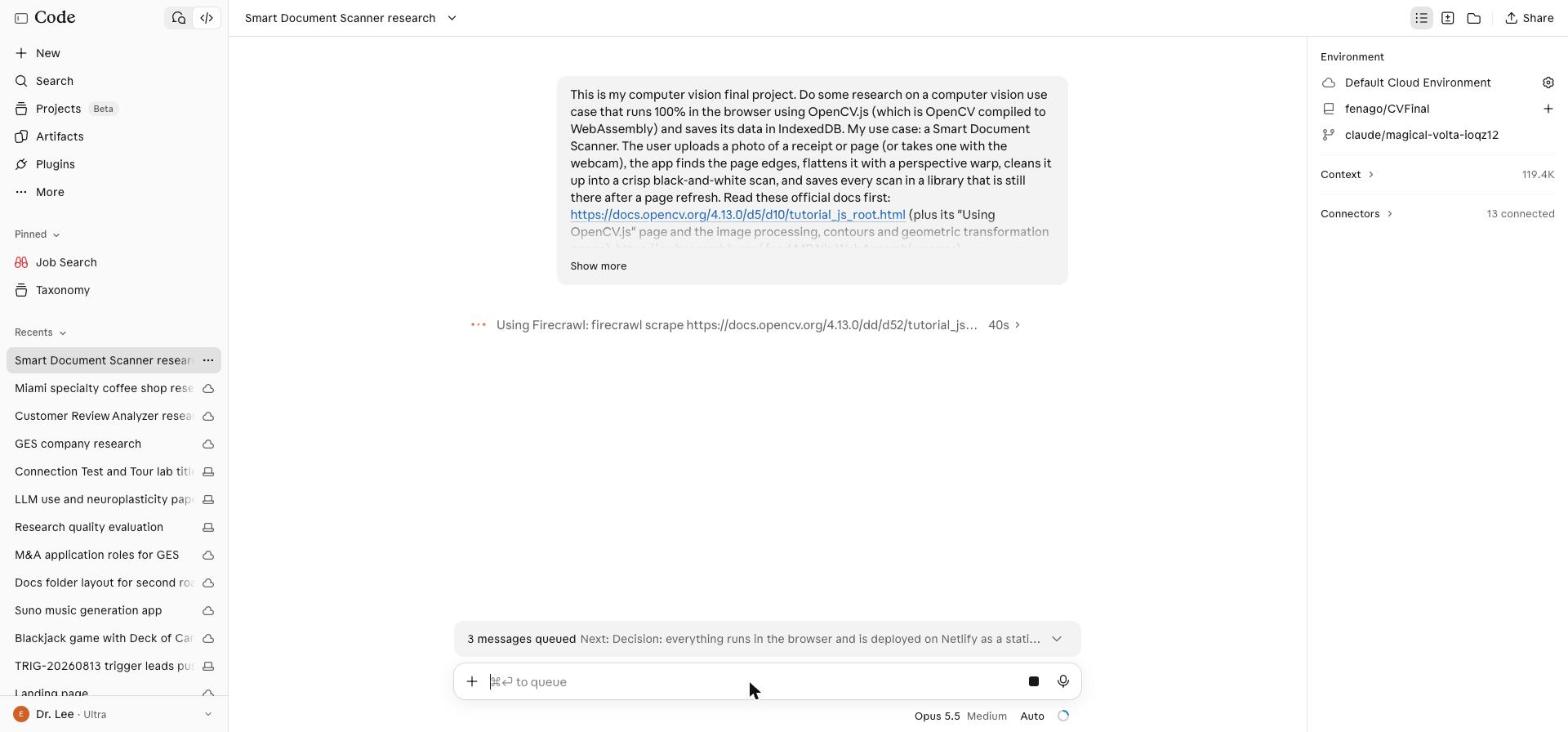 Code
Smart Document Scanner research
Share
New
Search
Projects Beta
Artifacts
Plugins
More
Pinned
Job Search
Taxonomy
Recents
Smart Document Scanner resear
Miami specialty coffee shop rese
Customer Review Analyzer resea
GES company research
Connection Test and Tour lab titl
LLM use and neuroplasticity pap
Research quality evaluation
M&A application roles for GES
Docs folder layout for second ro
Suno music generation app
Blackjack game with Deck of Ca
TRIG-20260813 trigger leads pu
Landing page
E Dr. Lee · Ultra
This is my computer vision final project. Do some research on a computer vision use
case that runs 100% in the browser using OpenCV.js (which is OpenCV compiled to
WebAssembly) and saves its data in IndexedDB. My use case: a Smart Document
Scanner. The user uploads a photo of a receipt or page (or takes one with the
webcam), the app finds the page edges, flattens it with a perspective warp, cleans it
up into a crisp black-and-white scan, and saves every scan in a library that is still
there after a page refresh. Read these official docs first:
https://docs.opencv.org/4.13.0/d5/d10/tutorial_js_root.html (plus its "Using
OpenCV.js" page and the image processing, contours and geometric transformation
Show more
Using Firecrawl: firecrawl scrape https://docs.opencv.org/4.13.0/dd/d52/tutorial_js... 40s
3 messages queued Next: Decision: everything runs in the browser and is deployed on Netlify as a stati...
⌘⏎ to queue
Opus 5.5 Medium Auto
Environment
Default Cloud Environment
fenago/CVFinal
claude/magical-volta-ioqz12
Context 119.4K
Connectors 13 connected